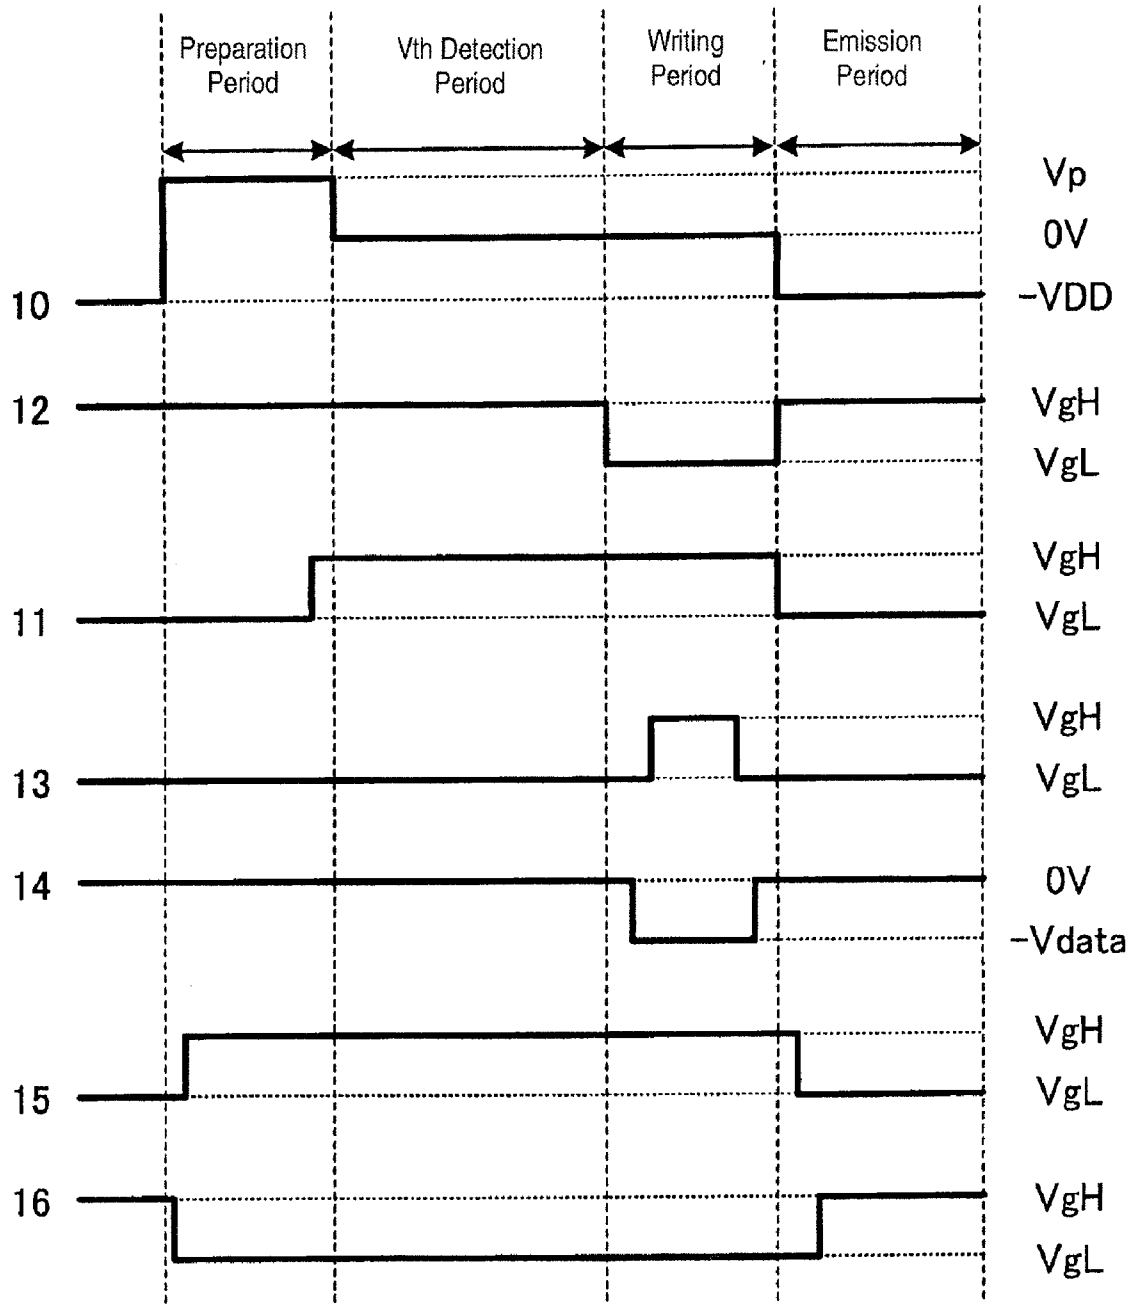 Preparation
Period
Vth Detection
Period
Writing
Period
Emission
Period
Vp
0V
10
-VDD
12
VgH
VgL
VgH
11
VgL
VgH
13
VgL
14
0V
-Vdata
VgH
15
VgL
16
VgH
VgL